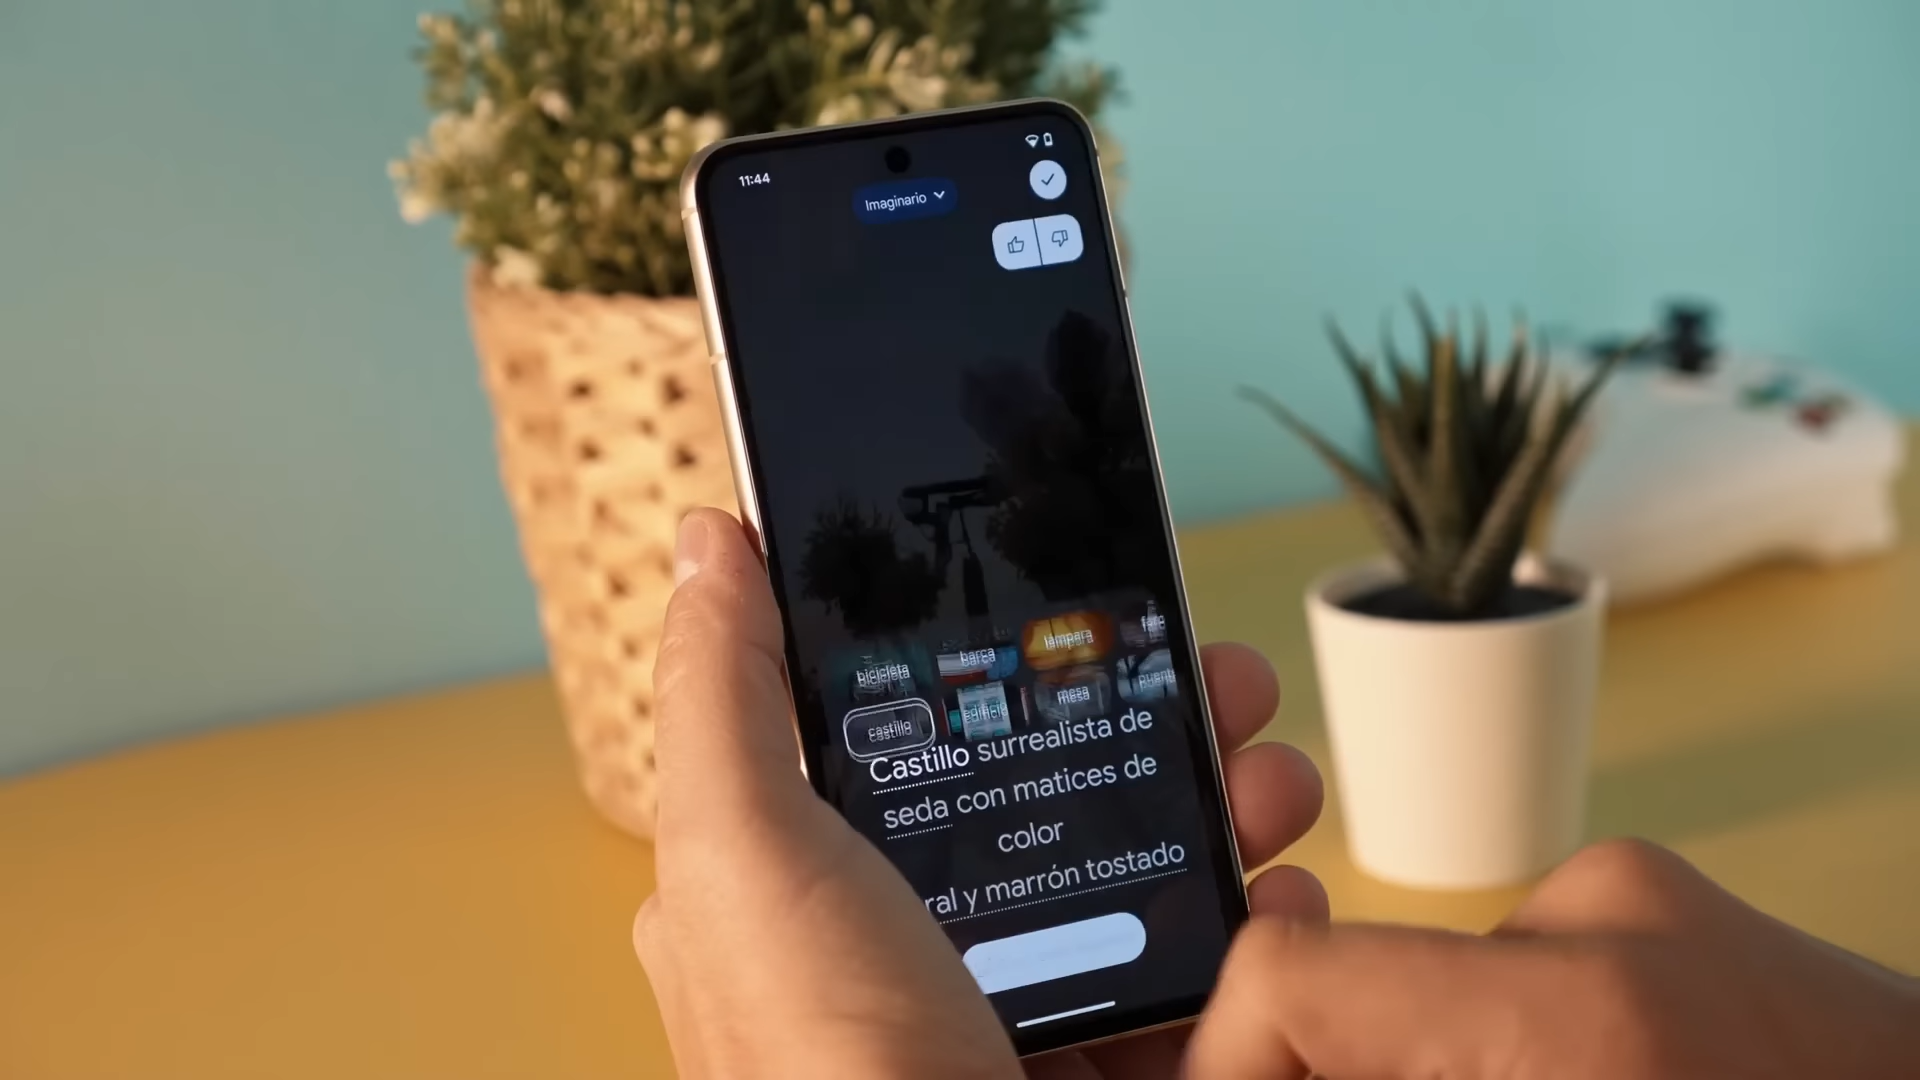 11:44
Imaginario
bicicleta
barca
lámpara
castillo
edificio
mesa
Castillo surrealista de
seda con matices de
color
ral y marrón tostado